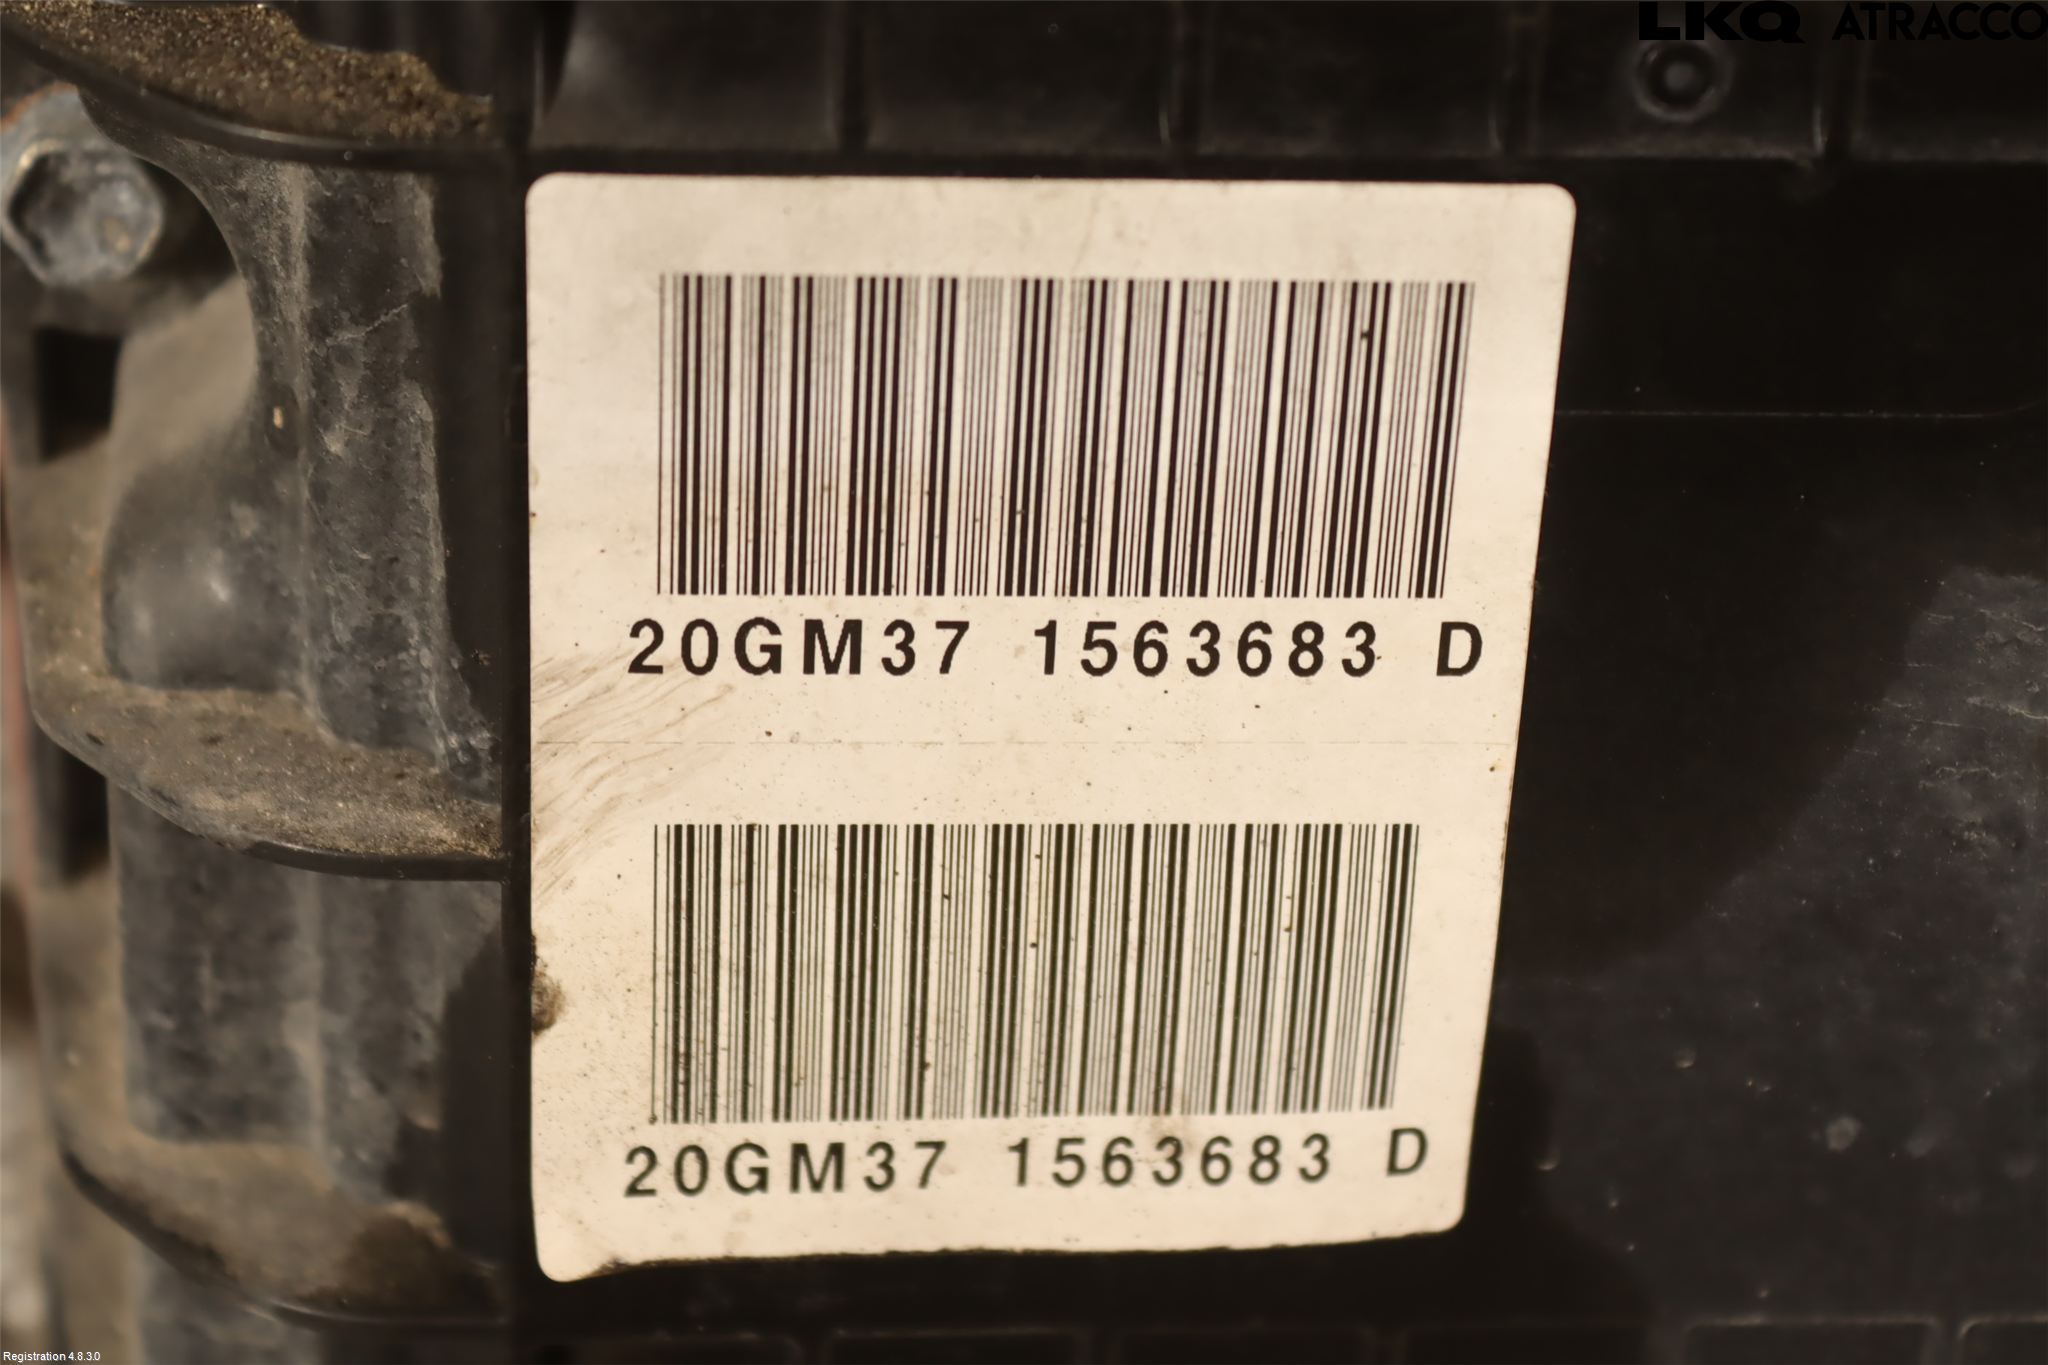 LKQ ATRACCO
20GM37 1563683 D
20GM37 1563683 D
Registration 4.8.3.0